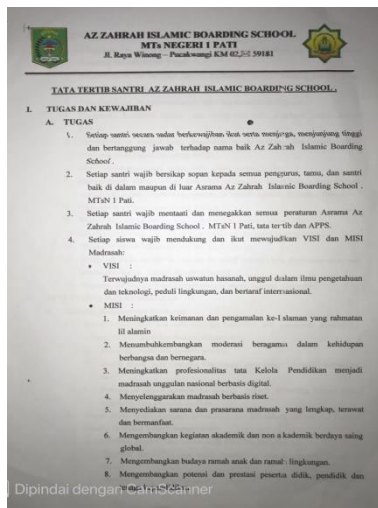 AZ ZAHRAH ISLAMIC BOARDING SCHOOL
MTs NEGERI 1 PATI
Jl. Raya Winong – Pucakwangi KM 02, 59181
TATA TERTIB SANTRI AZ ZAHRAH ISLAMIC BOARDING SCHOOL.
I. TUGAS DAN KEWAJIBAN
A. TUGAS
1. Setiap santri secara sadar berkewajiban ikut serta menjaga, menjunjung tinggi
dan bertanggung jawab terhadap nama baik Az Zahrah Islamic Boarding
School.
2. Setiap santri wajib bersikap sopan kepada semua pengurus, tamu, dan santri
baik di dalam maupun di luar Asrama Az Zahrah Islamic Boarding School.
MTsN 1 Pati.
3. Setiap santri wajib mentaati dan menegakkan semua peraturan Asrama Az
Zahrah Islamic Boarding School. MTsN 1 Pati, tata tertib dan APPS.
4. Setiap siswa wajib mendukung dan ikut mewujudkan VISI dan MISI
Madrasah:
• VISI :
Terwujudnya madrasah uswatun hasanah, unggul dalam ilmu pengetahuan
dan teknologi, peduli lingkungan, dan bertaraf internasional.
• MISI :
1. Meningkatkan keimanan dan pengamalan ke-Islaman yang rahmatan
lil alamin
2. Menumbuhkembangkan moderasi beragama dalam kehidupan
berbangsa dan bernegara.
3. Meningkatkan profesionalitas tata Kelola Pendidikan menjadi
madrasah unggulan nasional berbasis digital.
4. Menyelenggarakan madrasah berbasis riset.
5. Menyediakan sarana dan prasarana madrasah yang lengkap, terawat
dan bermanfaat.
6. Mengembangkan kegiatan akademik dan non akademik berdaya saing
global.
7. Mengembangkan budaya ramah anak dan ramah lingkungan.
8. Mengembangkan potensi dan prestasi peserta didik, pendidik dan
Dipindai dengan CamScanner